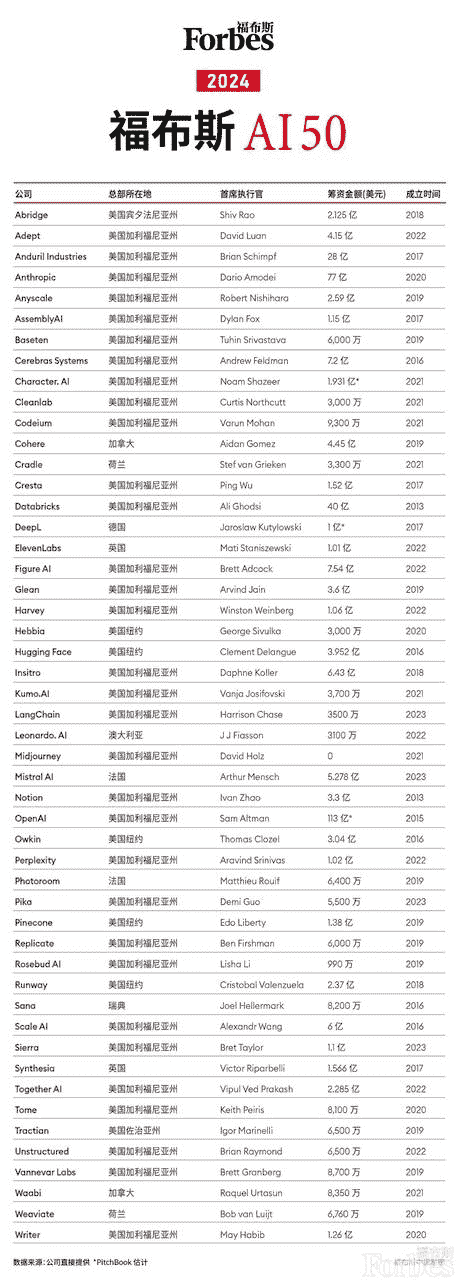 福布斯
Forbes
2024
福布斯 AI 50
公司 总部所在地 首席执行官 筹资金额(美元) 成立时间
Abridge 美国宾夕法尼亚州 Shiv Rao 2.125 亿 2018
Adept 美国加利福尼亚州 David Luan 4.15 亿 2022
Anduril Industries 美国加利福尼亚州 Brian Schimpf 28 亿 2017
Anthropic 美国加利福尼亚州 Dario Amodei 77 亿 2020
Anyscale 美国加利福尼亚州 Robert Nishihara 2.59 亿 2019
AssemblyAI 美国加利福尼亚州 Dylan Fox 1.15 亿 2017
Baseten 美国加利福尼亚州 Tuhin Srivastava 6,000 万 2019
Cerebras Systems 美国加利福尼亚州 Andrew Feldman 7.2 亿 2016
Character. AI 美国加利福尼亚州 Noam Shazeer 1.931 亿* 2021
Cleanlab 美国加利福尼亚州 Curtis Northcutt 3,000 万 2021
Codeium 美国加利福尼亚州 Varun Mohan 9,300 万 2021
Cohere 加拿大 Aidan Gomez 4.45 亿 2019
Cradle 荷兰 Stef van Grieken 3,300 万 2021
Cresta 美国加利福尼亚州 Ping Wu 1.52 亿 2017
Databricks 美国加利福尼亚州 Ali Ghodsi 40 亿 2013
DeepL 德国 Jaroslaw Kutylowski 1 亿* 2017
ElevenLabs 英国 Mati Staniszewski 1.01 亿 2022
Figure AI 美国加利福尼亚州 Brett Adcock 7.54 亿 2022
Glean 美国加利福尼亚州 Arvind Jain 3.6 亿 2019
Harvey 美国加利福尼亚州 Winston Weinberg 1.06 亿 2022
Hebbia 美国纽约 George Sivulka 3,000 万 2020
Hugging Face 美国纽约 Clement Delangue 3.952 亿 2016
Insitro 美国加利福尼亚州 Daphne Koller 6.43 亿 2018
Kumo.AI 美国加利福尼亚州 Vanja Josifovski 3,700 万 2021
LangChain 美国加利福尼亚州 Harrison Chase 3500 万 2023
Leonardo. AI 澳大利亚 J J Fiasson 3100 万 2022
Midjourney 美国加利福尼亚州 David Holz 0 2021
Mistral AI 法国 Arthur Mensch 5.278 亿 2023
Notion 美国加利福尼亚州 Ivan Zhao 3.3 亿 2013
OpenAI 美国加利福尼亚州 Sam Altman 113 亿* 2015
Owkin 美国纽约 Thomas Clozel 3.04 亿 2016
Perplexity 美国加利福尼亚州 Aravind Srinivas 1.02 亿 2022
Photoroom 法国 Matthieu Rouif 6,400 万 2019
Pika 美国加利福尼亚州 Demi Guo 5,500 万 2023
Pinecone 美国纽约 Edo Liberty 1.38 亿 2019
Replicate 美国加利福尼亚州 Ben Firshman 6,000 万 2019
Rosebud AI 美国加利福尼亚州 Lisha Li 990 万 2019
Runway 美国纽约 Cristobal Valenzuela 2.37 亿 2018
Sana 瑞典 Joel Hellermark 8,200 万 2016
Scale AI 美国加利福尼亚州 Alexandr Wang 6 亿 2016
Sierra 美国加利福尼亚州 Bret Taylor 1.1 亿 2023
Synthesia 英国 Victor Riparbelli 1.566 亿 2017
Together AI 美国加利福尼亚州 Vipul Ved Prakash 2.285 亿 2022
Tome 美国加利福尼亚州 Keith Peiris 8,100 万 2020
Tractian 美国佐治亚州 Igor Marinelli 6,500 万 2019
Unstructured 美国加利福尼亚州 Brian Raymond 6,500 万 2022
Vannevar Labs 美国加利福尼亚州 Brett Granberg 8,700 万 2019
Waabi 加拿大 Raquel Urtasun 8,350 万 2021
Weaviate 荷兰 Bob van Luijt 6,760 万 2019
Writer 美国加利福尼亚州 May Habib 1.26 亿 2020
数据来源：公司直接提供 *PitchBook 估计
福布斯
Forbes